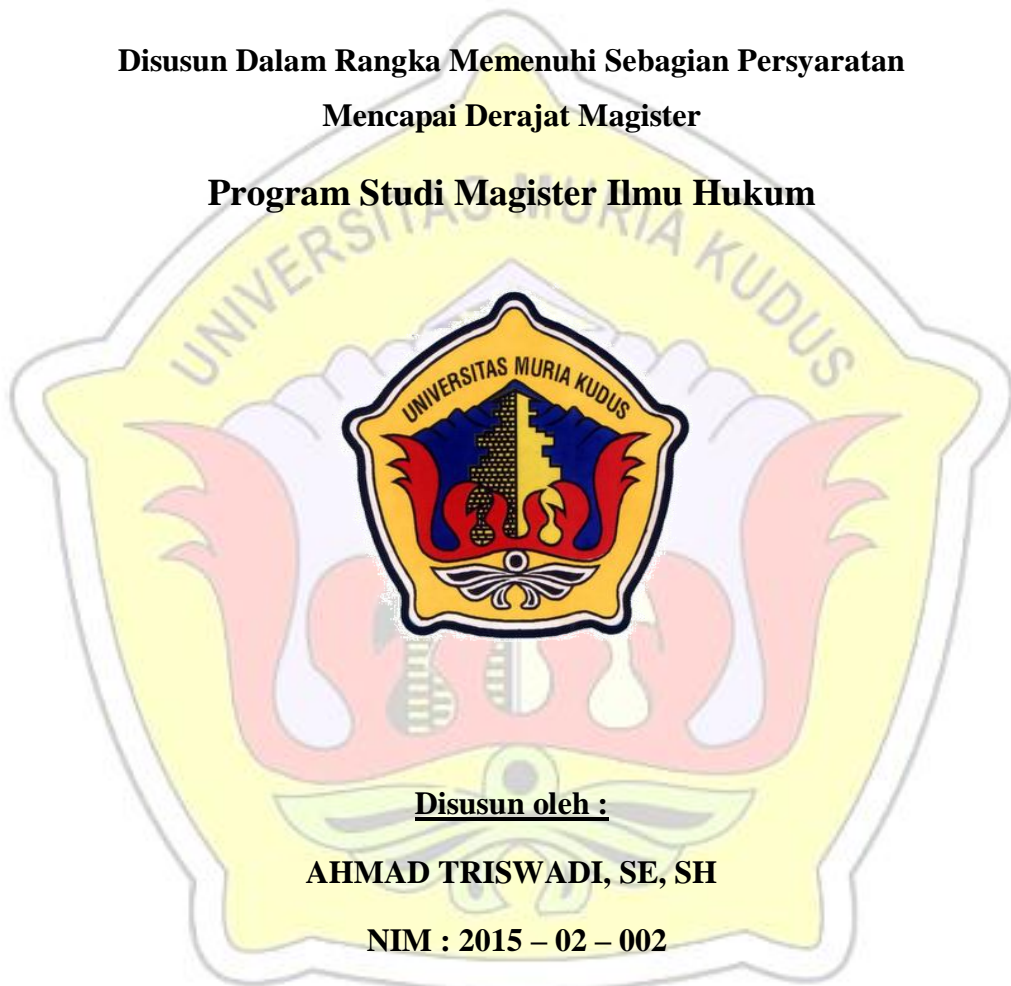 Disusun Dalam Rangka Memenuhi Sebagian Persyaratan
Mencapai Derajat Magister
Program Studi Magister Ilmu Hukum
UNIVERSITAS MURIA KUDUS
UNIVERSITAS MURIA KUDUS
Disusun oleh :
AHMAD TRISWADI, SE, SH
NIM : 2015 – 02 – 002